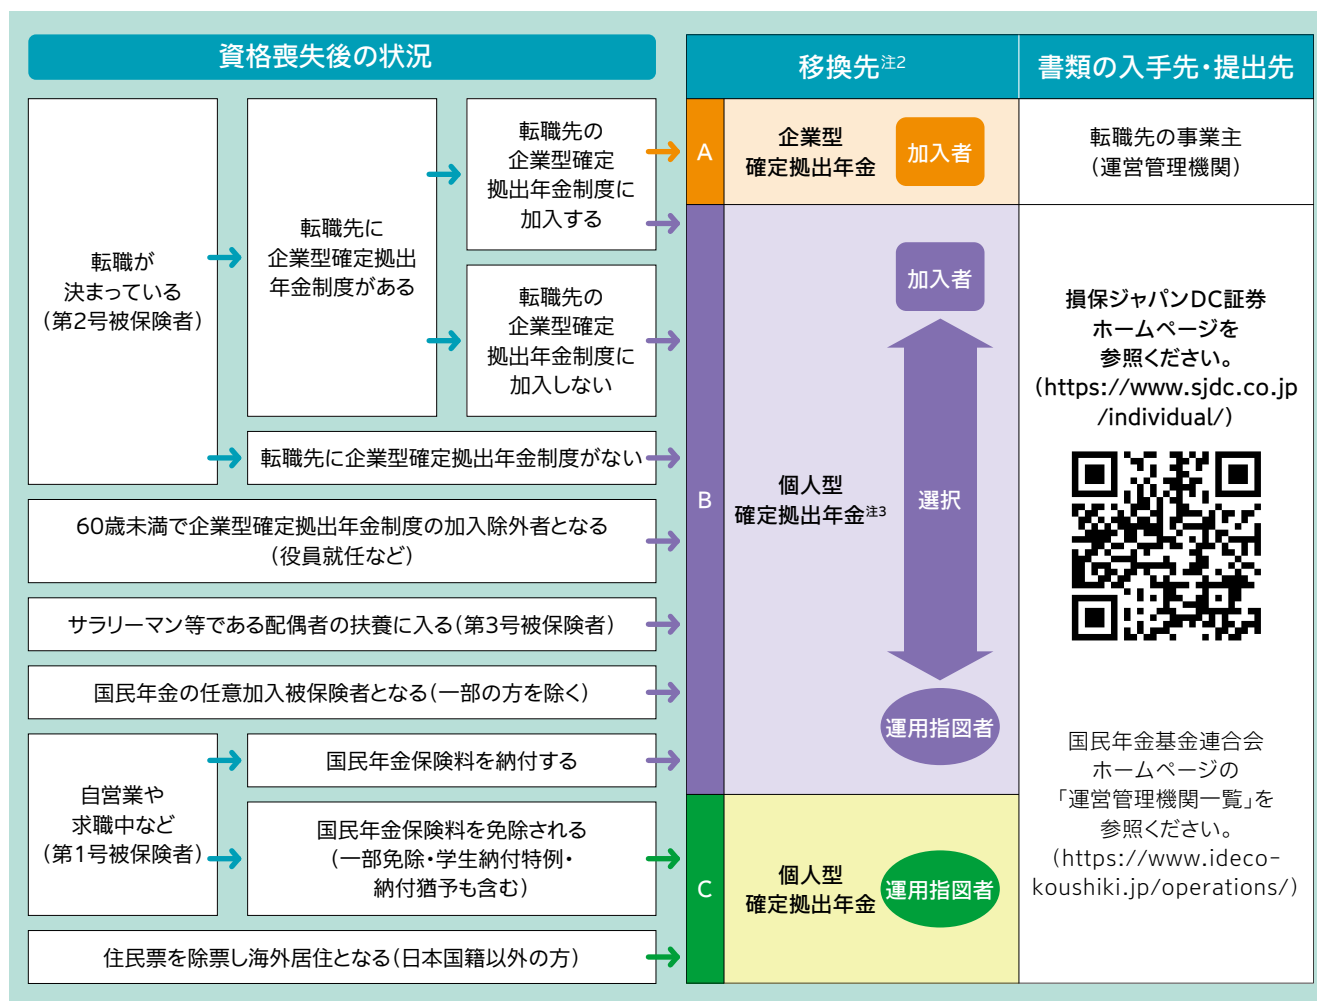 資格喪失後の状況
移換先注2
書類の入手先・提出先
転職が
決まっている
(第2号被保険者)
転職先に
企業型確定拠出
年金制度がある
転職先の
企業型確定
拠出年金制度に
加入する
転職先の
企業型確定
拠出年金制度に
加入しない
転職先に企業型確定拠出年金制度がない
60歳未満で企業型確定拠出年金制度の加入除外者となる
(役員就任など)
サラリーマン等である配偶者の扶養に入る(第3号被保険者)
国民年金の任意加入被保険者となる(一部の方を除く)
自営業や
求職中など
(第1号被保険者)
国民年金保険料を納付する
国民年金保険料を免除される
(一部免除・学生納付特例・
納付猶予も含む)
住民票を除票し海外居住となる(日本国籍以外の方)
A
企業型
確定拠出年金
加入者
転職先の事業主
(運営管理機関)
B
個人型
確定拠出年金注3
加入者
選択
運用指図者
損保ジャパンDC証券
ホームページを
参照ください。
(https://www.sjdc.co.jp
/individual/)
C
個人型
確定拠出年金
運用指図者
国民年金基金連合会
ホームページの
「運営管理機関一覧」を
参照ください。
(https://www.ideco-
koushiki.jp/operations/)